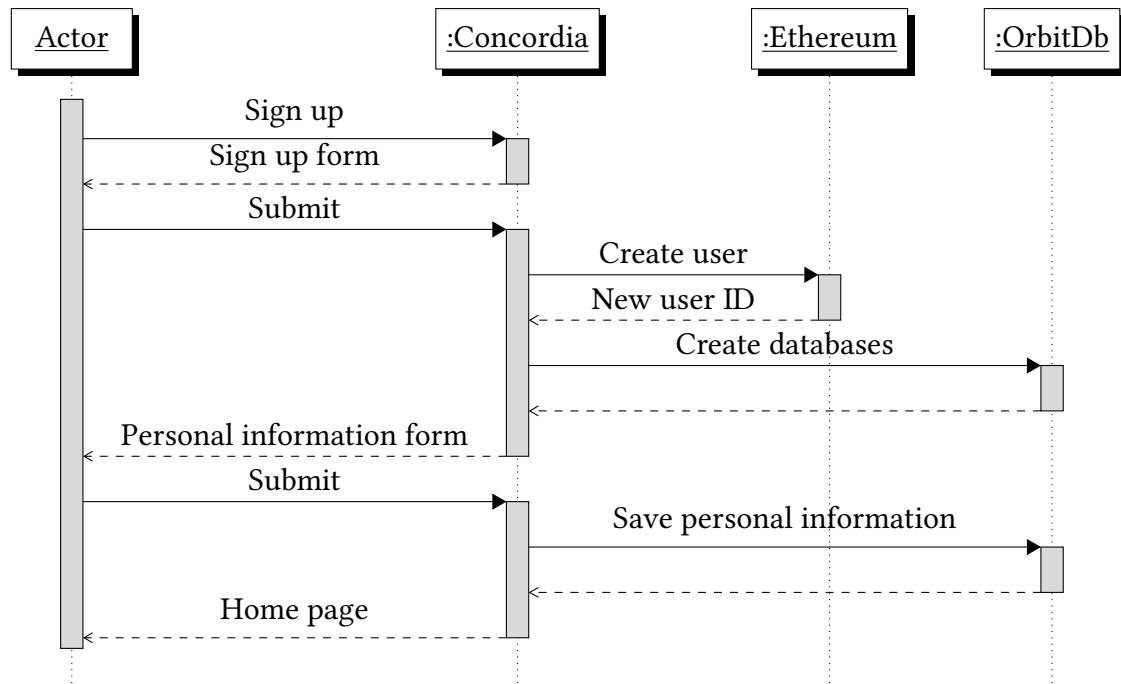 Actor
:Concordia
:Ethereum
:OrbitDb
Sign up
Sign up form
Submit
Create user
New user ID
Create databases
Personal information form
Submit
Save personal information
Home page